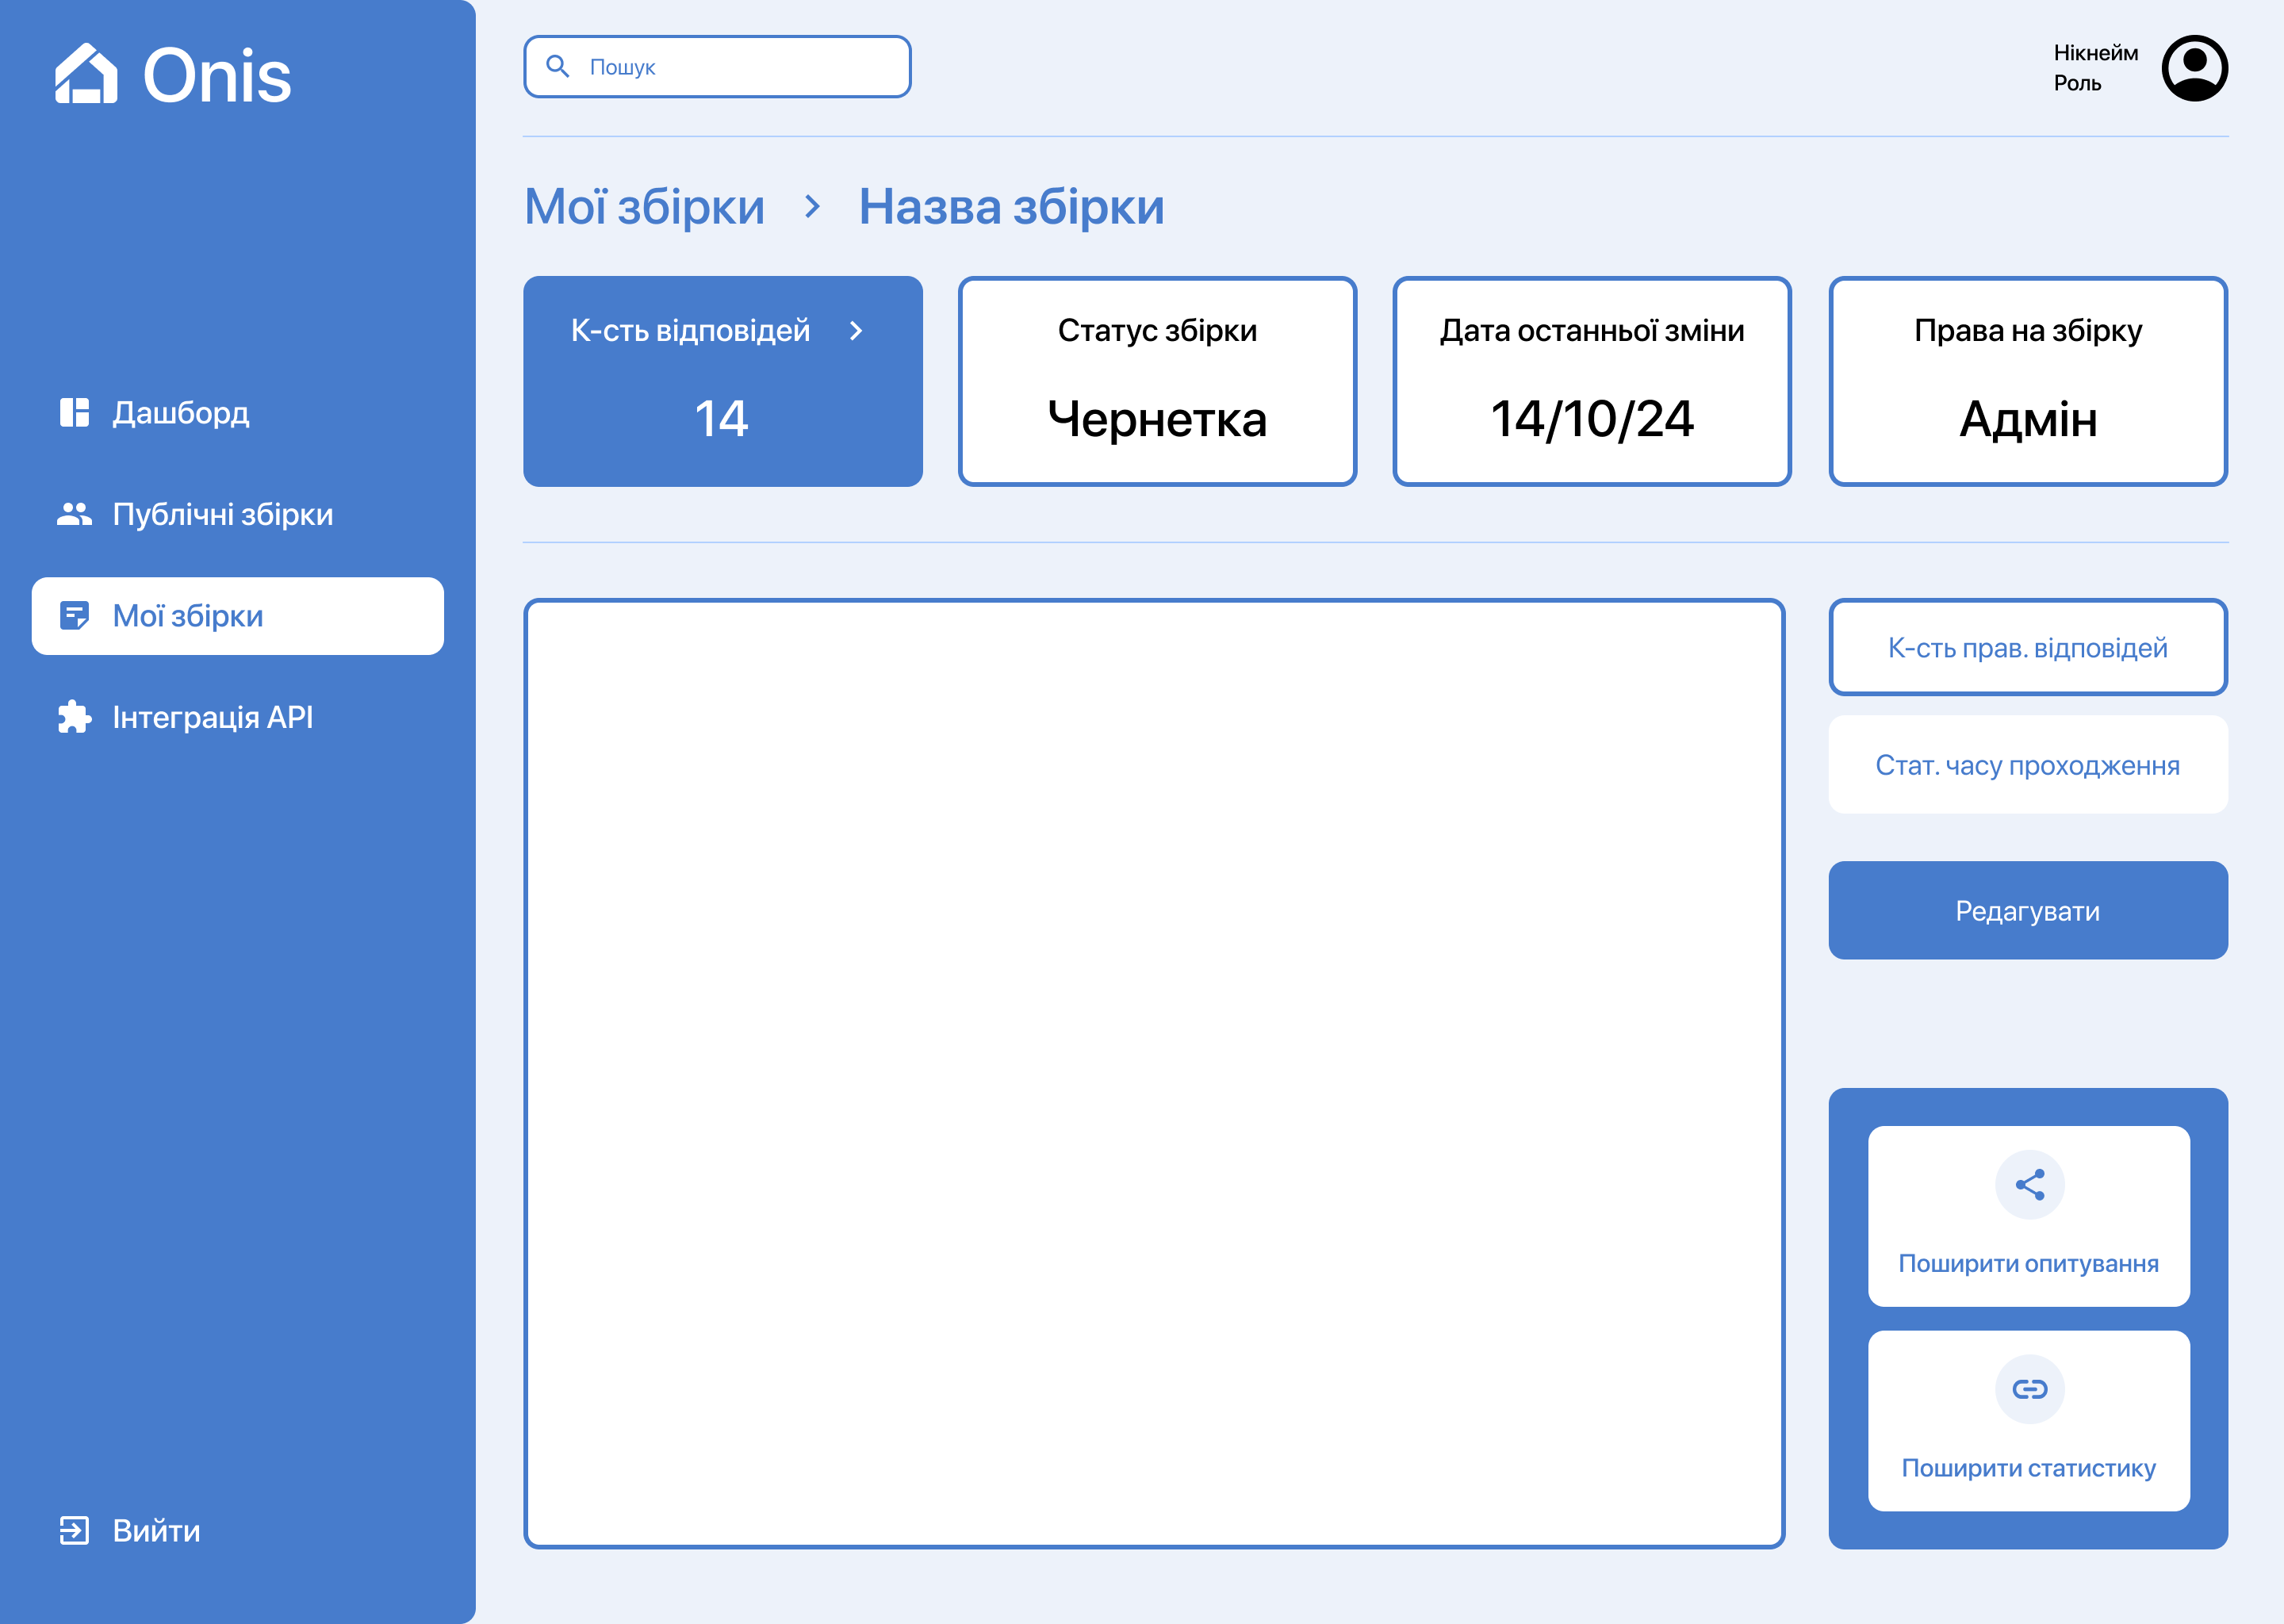 Onis
Дашборд
Публічні збірки
Мої збірки
Інтеграція API
Вийти
Пошук
Нікнейм
Роль
Мої збірки > Назва збірки
К-сть відповідей >
14
Статус збірки
Чернетка
Дата останньої зміни
14/10/24
Права на збірку
Адмін
К-сть прав. відповідей
Стат. часу проходження
Редагувати
Поширити опитування
Поширити статистику